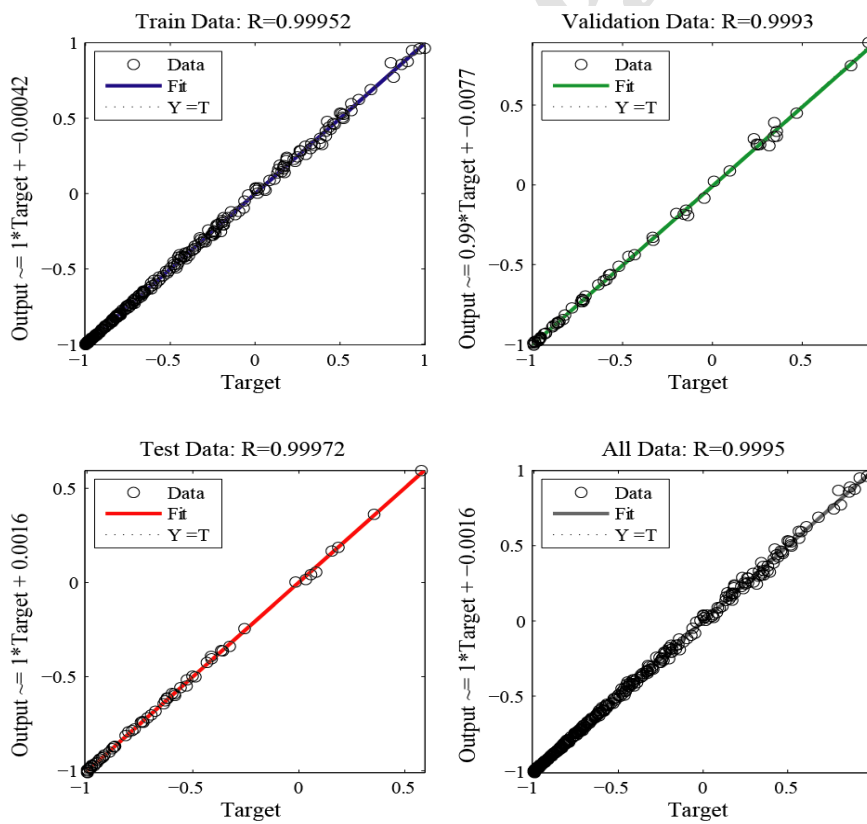 Train Data: R=0.99952
Output ~= 1*Target + −0.00042
1
0.5
0
−0.5
−1
Data
Fit
Y =T
−1
−0.5
0
0.5
1
Target
Validation Data: R=0.9993
Output ~= 0.99*Target + −0.0077
0.5
0
−0.5
−1
Data
Fit
Y =T
−1
−0.5
0
0.5
Target
Test Data: R=0.99972
Output ~= 1*Target + 0.0016
0.5
0
−0.5
−1
Data
Fit
Y =T
−1
−0.5
0
0.5
Target
All Data: R=0.9995
Output ~= 1*Target + −0.0016
1
0.5
0
−0.5
−1
Data
Fit
Y =T
−1
−0.5
0
0.5
Target